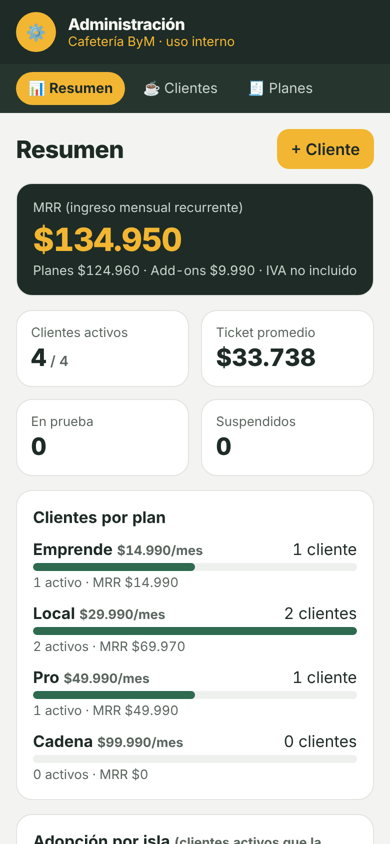 Administración
Cafetería ByM · uso interno
Resumen
Clientes
Planes
Resumen
+ Cliente
MRR (ingreso mensual recurrente)
$134.950
Planes $124.960 · Add-ons $9.990 · IVA no incluido
Clientes activos
4 / 4
Ticket promedio
$33.738
En prueba
0
Suspendidos
0
Clientes por plan
Emprende $14.990/mes 1 cliente
1 activo · MRR $14.990
Local $29.990/mes 2 clientes
2 activos · MRR $69.970
Pro $49.990/mes 1 cliente
1 activo · MRR $49.990
Cadena $99.990/mes 0 clientes
0 activos · MRR $0
Adopción por isla (clientes activos que la